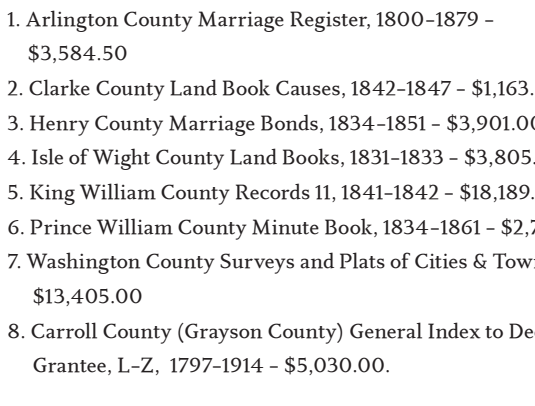 1. Arlington County Marriage Register, 1800–1879 –
$3,584.50
2. Clarke County Land Book Causes, 1842–1847 – $1,163.
3. Henry County Marriage Bonds, 1834–1851 – $3,901.00
4. Isle of Wight County Land Books, 1831–1833 – $3,805.
5. King William County Records 11, 1841–1842 – $18,189.
6. Prince William County Minute Book, 1834–1861 – $2,7
7. Washington County Surveys and Plats of Cities & Tow
$13,405.00
8. Carroll County (Grayson County) General Index to De
Grantee, L–Z, 1797–1914 – $5,030.00.